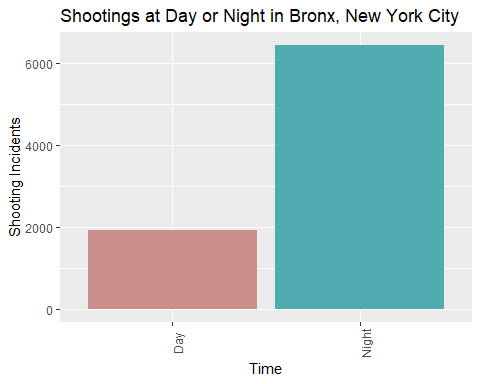 Shootings at Day or Night in Bronx, New York City
Shooting Incidents
6000
4000
2000
0
Day
Night
Time